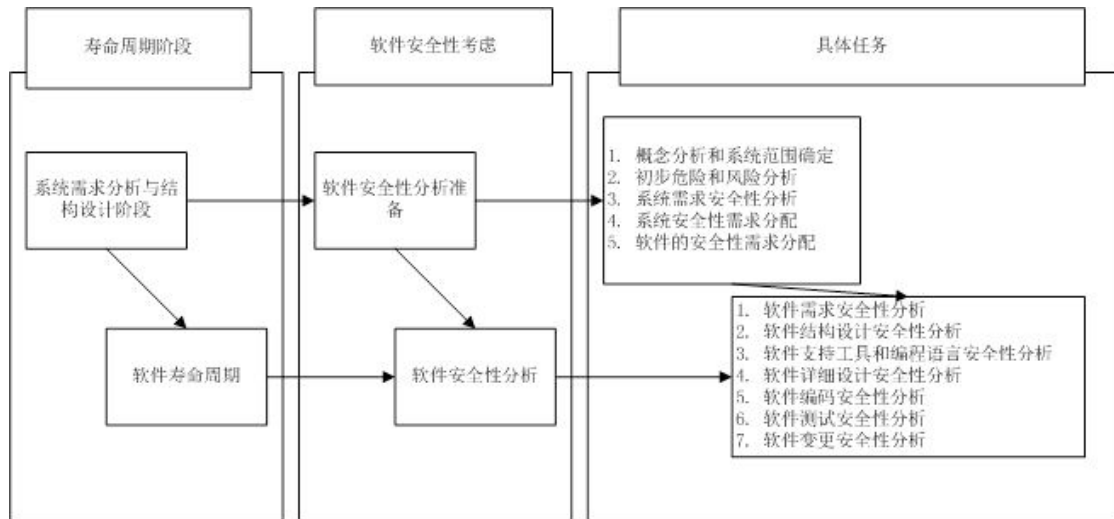 寿命周期阶段
软件安全性考虑
具体任务
系统需求分析与结
构设计阶段
软件安全性分析准
备
1. 概念分析和系统范围确定
2. 初步危险和风险分析
3. 系统需求安全性分析
4. 系统安全性需求分配
5. 软件的安全性需求分配
软件寿命周期
软件安全性分析
1. 软件需求安全性分析
2. 软件结构设计安全性分析
3. 软件支持工具和编程语言安全性分析
4. 软件详细设计安全性分析
5. 软件编码安全性分析
6. 软件测试安全性分析
7. 软件变更安全性分析